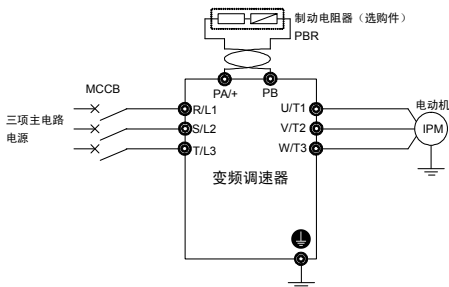 制动电阻器（选购件）
PBR
MCCB
PA/+
PB
电动机
三项主电路
电源
R/L1
S/L2
T/L3
U/T1
V/T2
W/T3
IPM
变频调速器